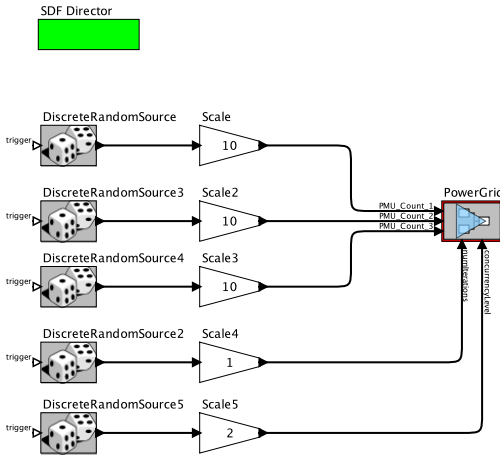 SDF Director
DiscreteRandomSource
Scale
trigger
10
DiscreteRandomSource3
Scale2
PowerGrid
PMU_Count_1
trigger
10
PMU_Count_2
PMU_Count_3
DiscreteRandomSource4
Scale3
numIterations
concurrencyLevel
trigger
10
DiscreteRandomSource2
Scale4
trigger
1
DiscreteRandomSource5
Scale5
trigger
2